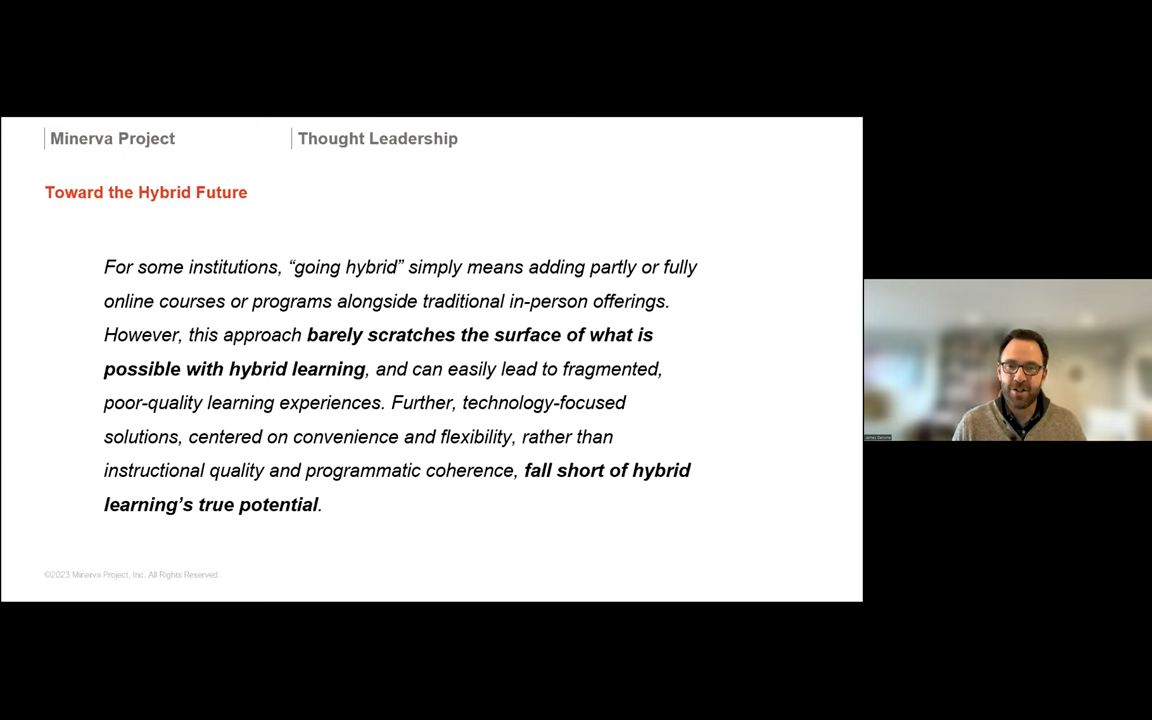 Minerva Project
Thought Leadership
Toward the Hybrid Future
For some institutions, “going hybrid” simply means adding partly or fully
online courses or programs alongside traditional in-person offerings.
However, this approach barely scratches the surface of what is
possible with hybrid learning, and can easily lead to fragmented,
poor-quality learning experiences. Further, technology-focused
solutions, centered on convenience and flexibility, rather than
instructional quality and programmatic coherence, fall short of hybrid
learning’s true potential.
©2023 Minerva Project, Inc. All Rights Reserved.